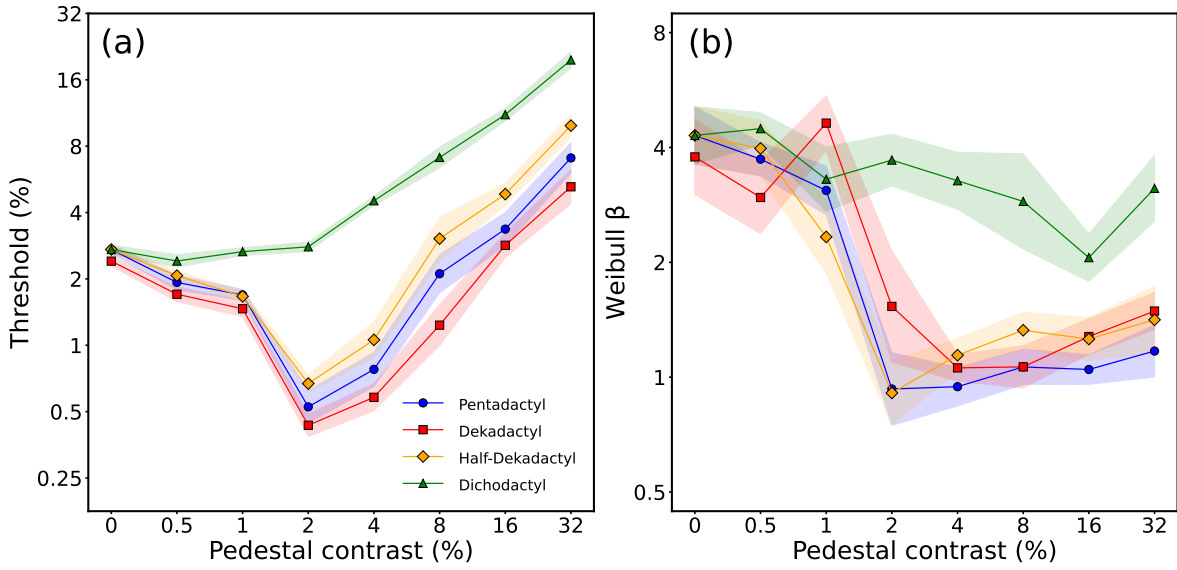 (a)
Threshold (%)
32
16
8
4
2
1
0.5
0.25
0 0.5 1 2 4 8 16 32
Pedestal contrast (%)
Pentadactyl
Dekadactyl
Half-Dekadactyl
Dichodactyl
(b)
Weibull β
8
4
2
1
0.5
0 0.5 1 2 4 8 16 32
Pedestal contrast (%)